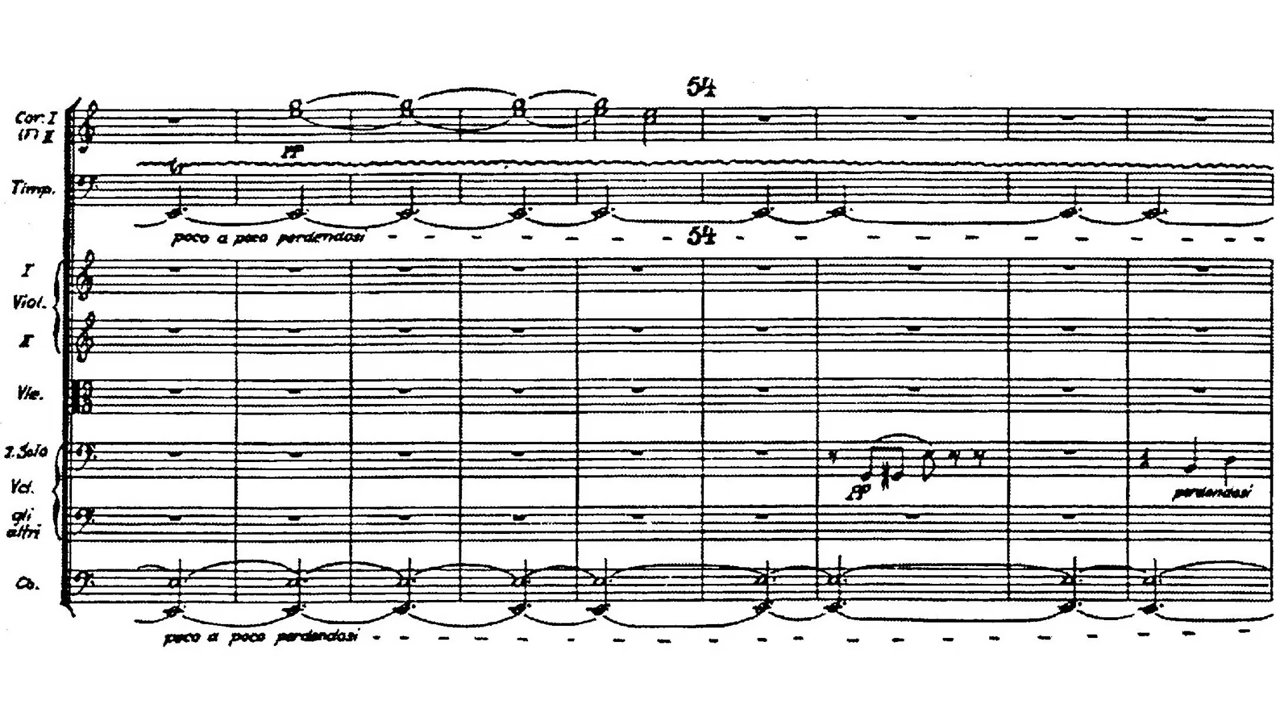 54
Cor. I
(F) II
pp
tr
Timp.
poco a poco perdendosi
54
I
Viol.
II
Vle.
I. Solo
pp
perdendosi
Vcl.
gli
altri
Cb.
poco a poco perdendosi